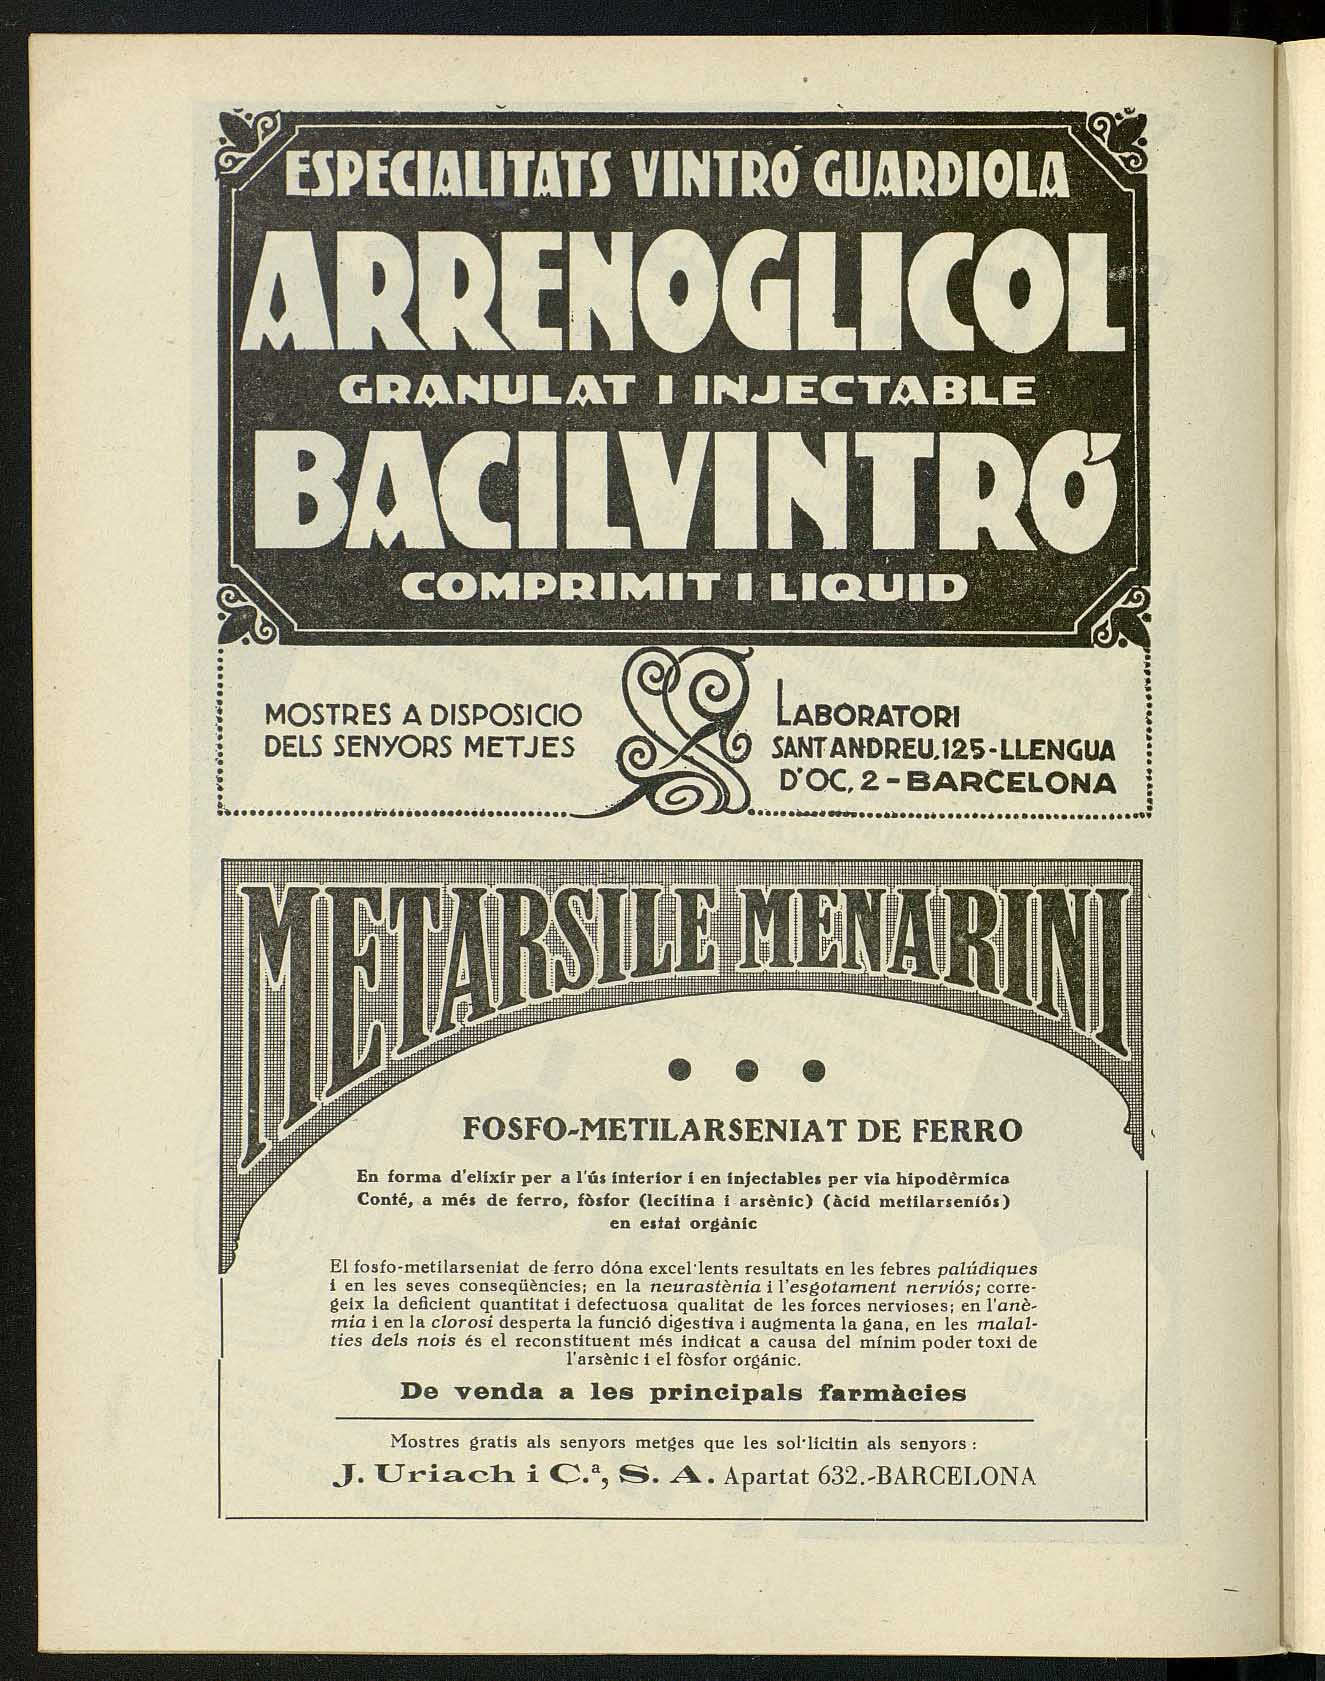 ESPECIALITATS VINTRÓ GUARDIOLA
ARRENOGLICOL
GRANULAT I INJECTABLE
BACILVINTRÓ
COMPRIMIT I LIQUID
MOSTRES A DISPOSICIO
DELS SENYORS METJES
LABORATORI
SANT ANDREU, 125-LLENGUA
D'OC, 2-BARCELONA
METARSILE MENARINI
FOSFO-METILARSENIAT DE FERRO
En forma d'elixir per a l'ús interior i en injectables per via hipodèrmica
Conté, a més de ferro, fòsfor (lecitina i arsènic) (àcid metilarseniós)
en estat orgànic
El fosfo-metilarseniat de ferro dóna excel·lents resultats en les febres palúdiques
i en les seves conseqüències; en la neurastènia i l'esgotament nerviós; corre-
geix la deficient quantitat i defectuosa qualitat de les forces nervioses; en l'anè-
mia i en la clorosi desperta la funció digestiva i augmenta la gana, en les malal-
ties dels nois és el reconstituent més indicat a causa del mínim poder toxi de
l'arsènic i el fòsfor orgánic.
De venda a les principals farmàcies
Mostres gratis als senyors metges que les sol·licitin als senyors :
J. Uriach i C.ª, S. A. Apartat 632.-BARCELONA